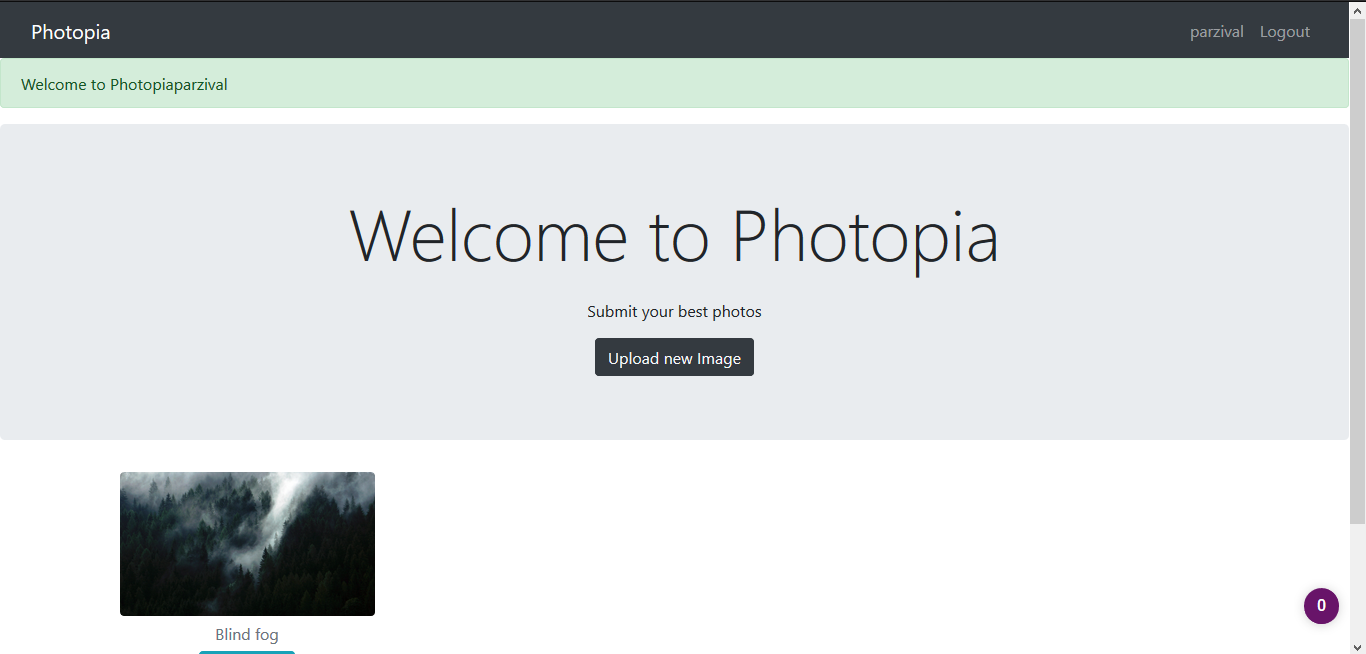 Photopia
parzival Logout
Welcome to Photopiaparzival
Welcome to Photopia
Submit your best photos
Upload new Image
Blind fog
0